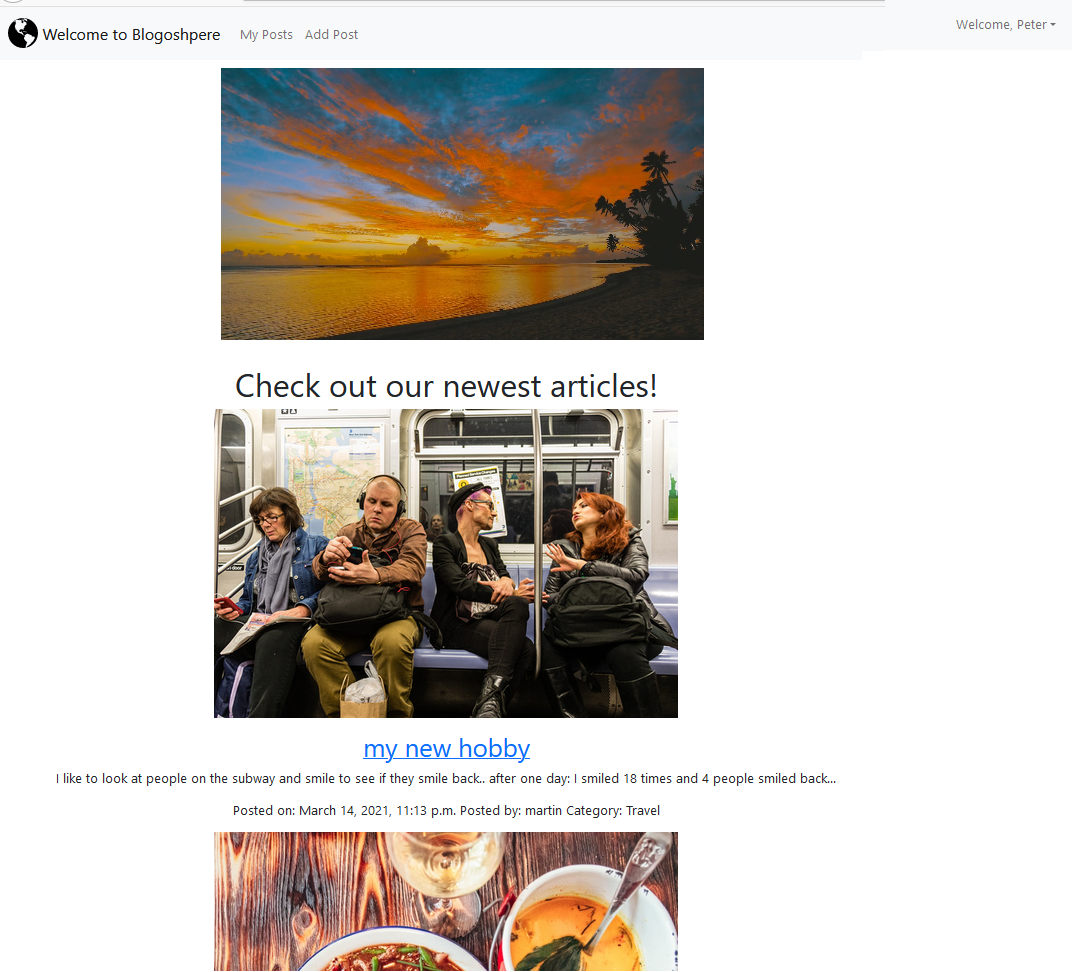 Welcome to Blogoshpere My Posts Add Post Welcome, Peter
Check out our newest articles!
my new hobby
I like to look at people on the subway and smile to see if they smile back.. after one day: I smiled 18 times and 4 people smiled back...
Posted on: March 14, 2021, 11:13 p.m. Posted by: martin Category: Travel